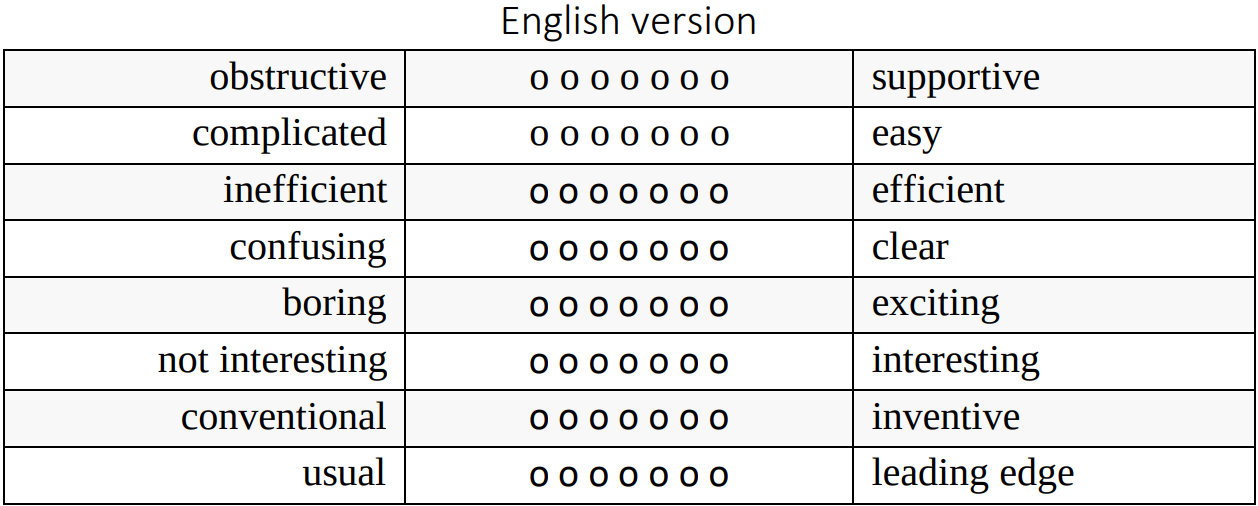 English version
obstructive o o o o o o o supportive
complicated o o o o o o o easy
inefficient o o o o o o o efficient
confusing o o o o o o o clear
boring o o o o o o o exciting
not interesting o o o o o o o interesting
conventional o o o o o o o inventive
usual o o o o o o o leading edge